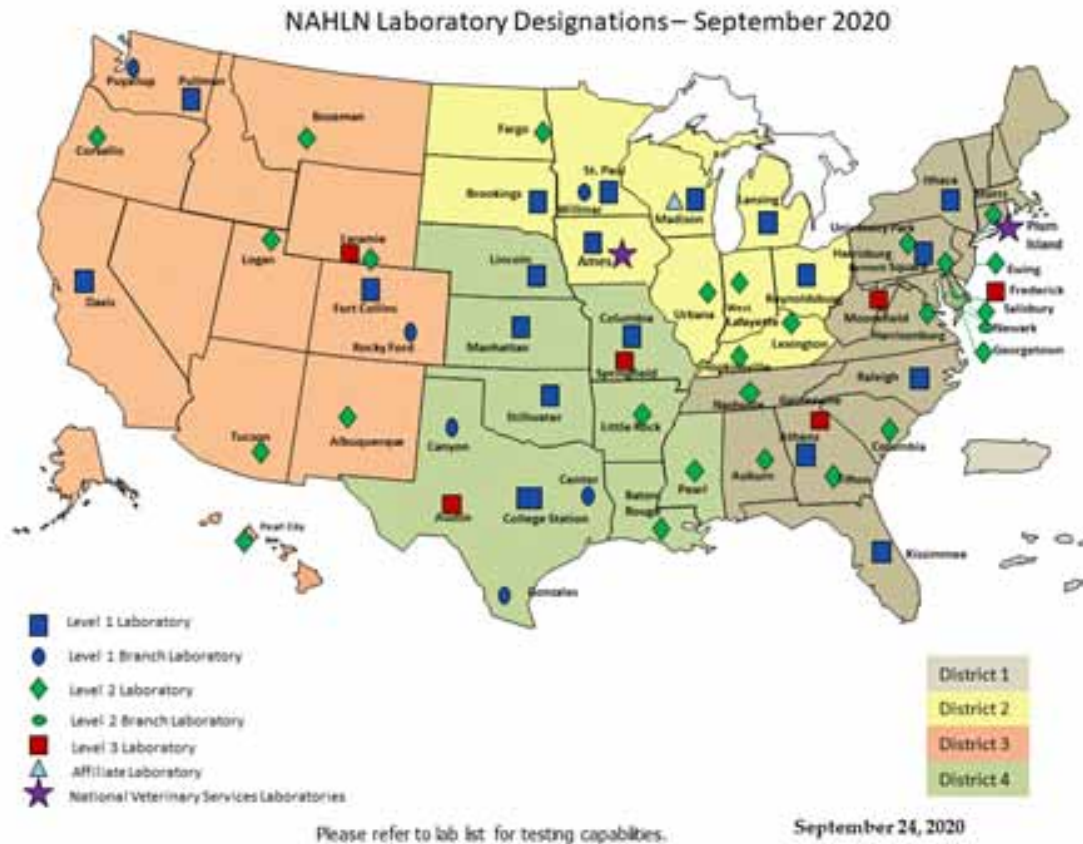 NAHLN Laboratory Designations – September 2020
Puyallup
Pullman
Bozeman
Corvallis
Fargo
St. Paul
Willmar
Brookings
Madison
Lansing
Ithaca
Storrs
Plum
Island
University Park
Harrisburg
Ewing
Frederick
Salisbury
Newark
Georgetown
Laramie
Logan
Davis
Fort Collins
Rocky Ford
Lincoln
Ames
Urbana
West
Lafayette
Reynoldsburg
Lexington
Moorefield
Harrisonburg
Manhattan
Columbia
Springfield
Nashville
Raleigh
Stillwater
Little Rock
Tucson
Albuquerque
Canyon
Athens
Columbia
Tifton
Auburn
Pearl
Center
Baton
Rouge
Austin
College Station
Pearl City
Gonzales
Kissimmee
Level 1 Laboratory
Level 1 Branch Laboratory
Level 2 Laboratory
Level 2 Branch Laboratory
Level 3 Laboratory
Affiliate Laboratory
National Veterinary Services Laboratories
District 1
District 2
District 3
District 4
Please refer to lab list for testing capabilities.
September 24, 2020